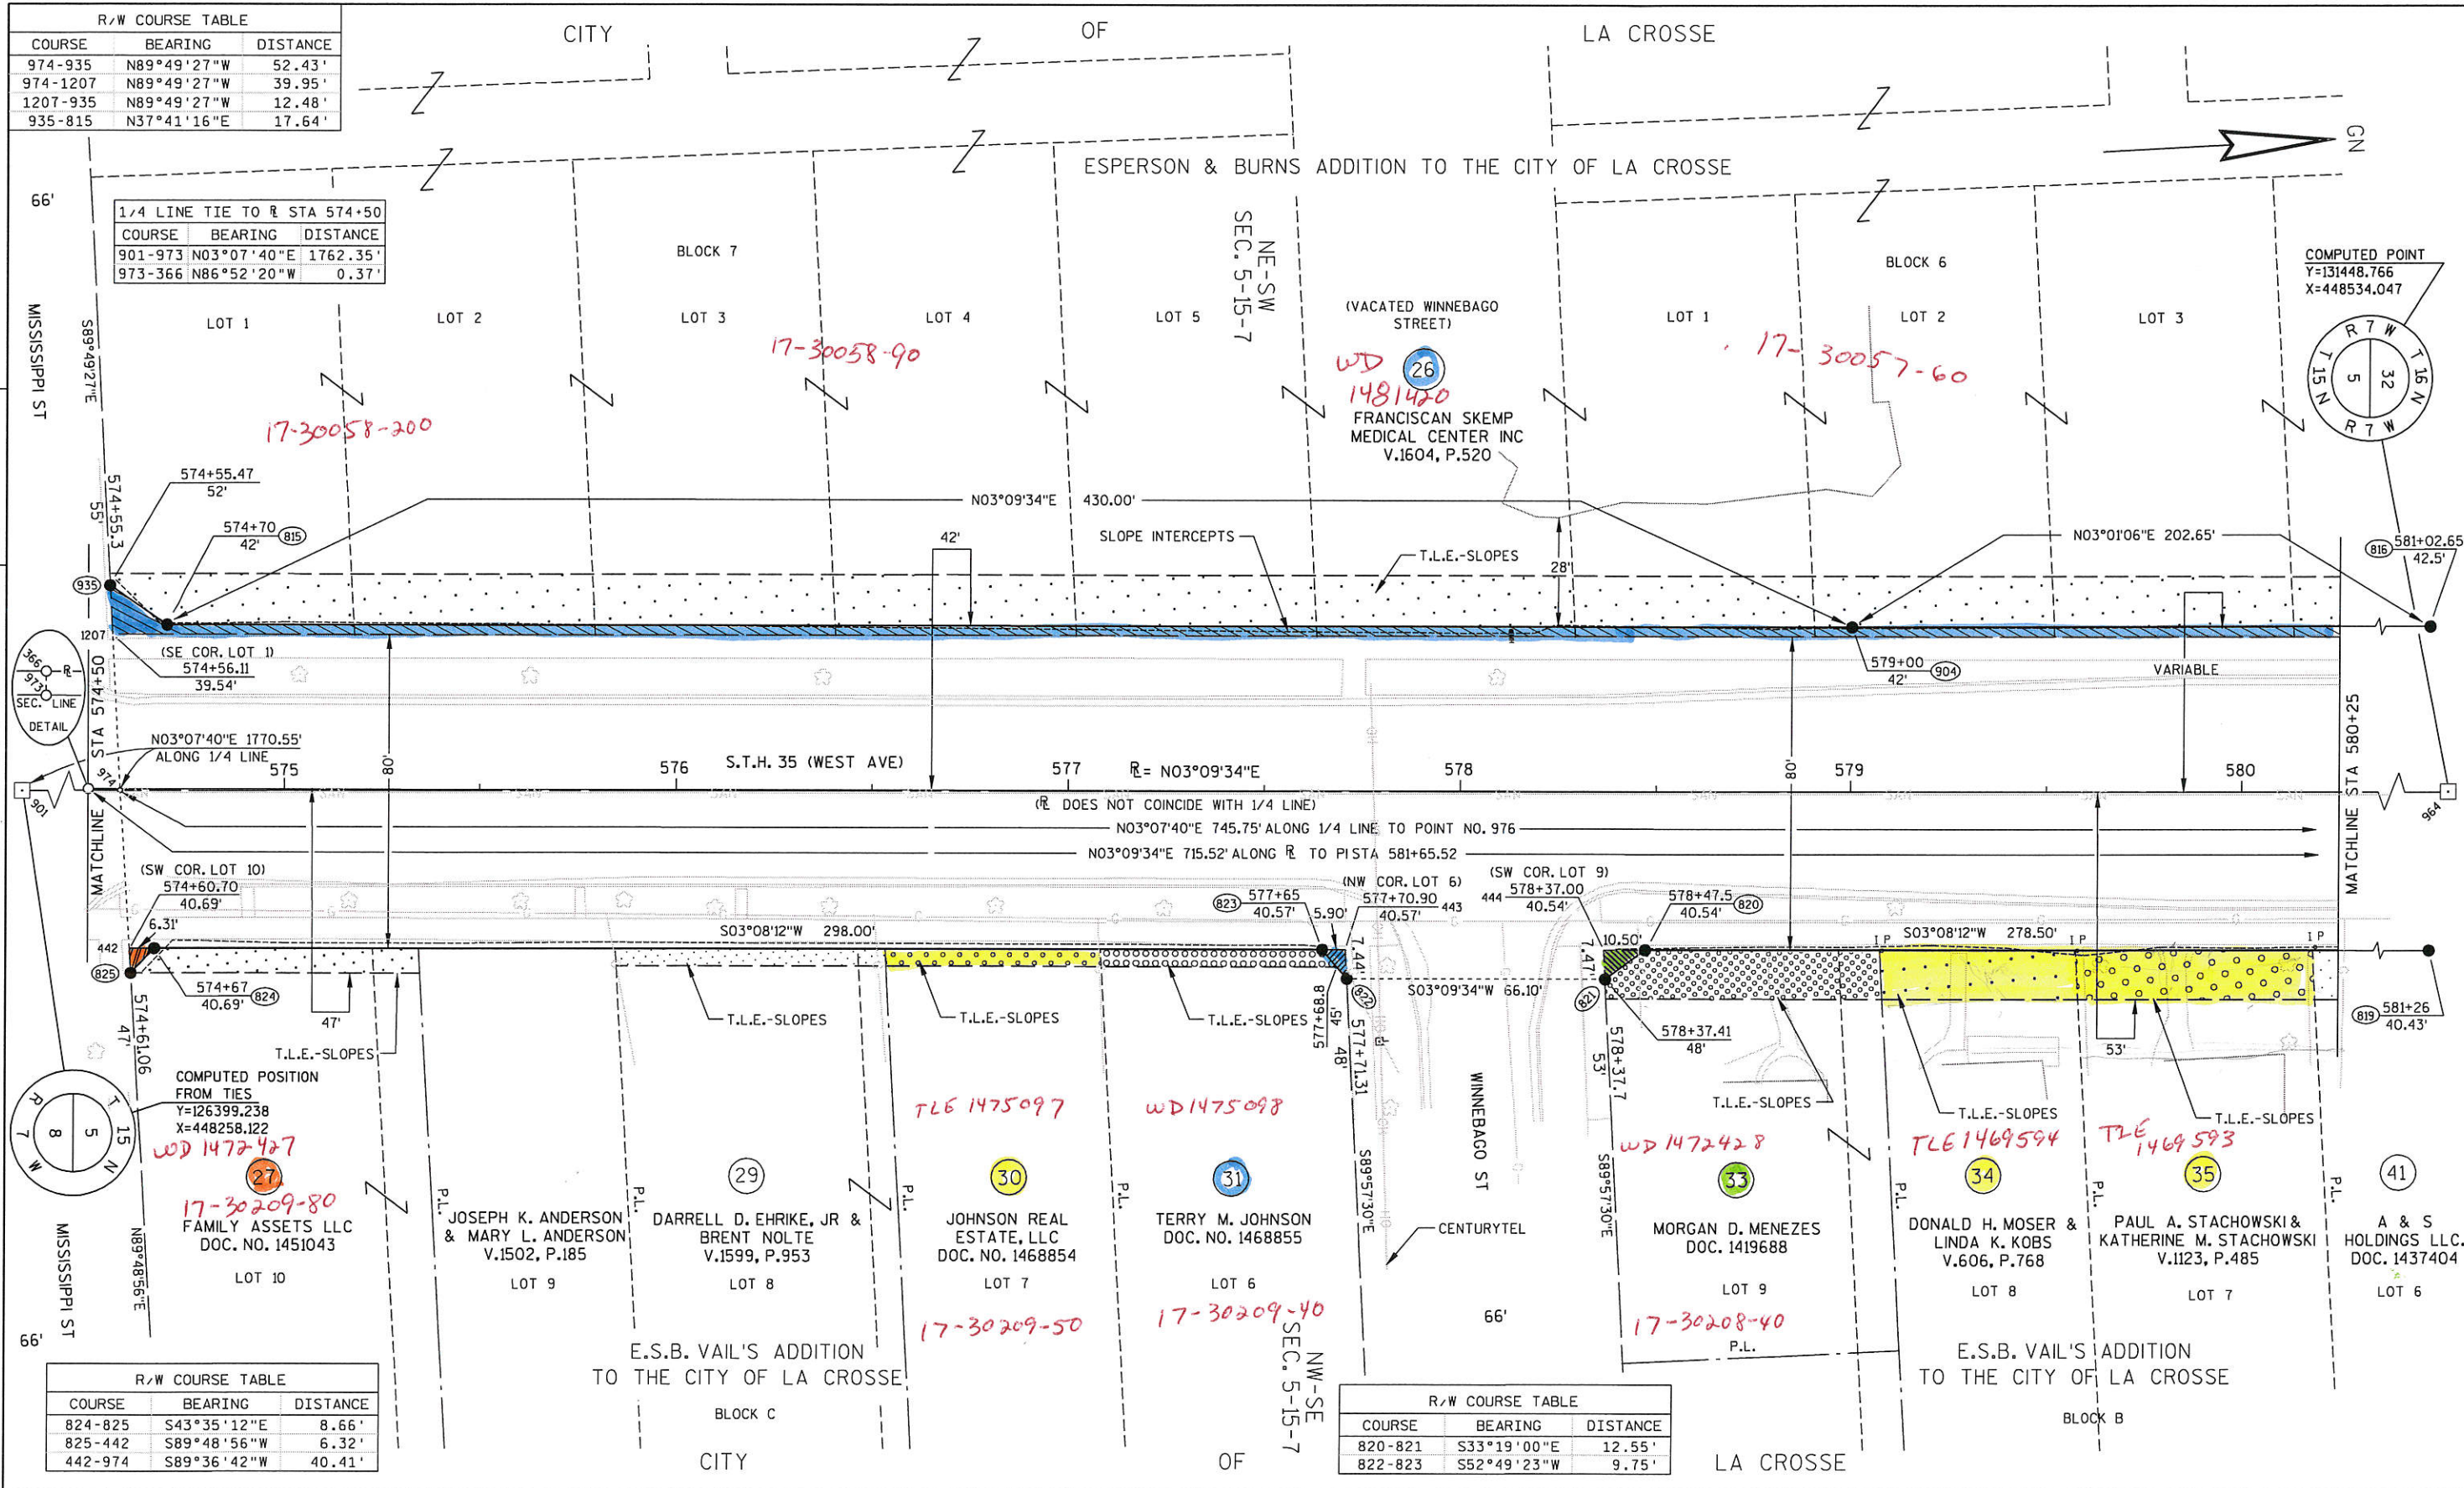 R/W COURSE TABLE
COURSE BEARING DISTANCE
974-935 N89°49'27"W 52.43'
974-1207 N89°49'27"W 39.95'
1207-935 N89°49'27"W 12.48'
935-815 N37°41'16"E 17.64'
CITY OF LA CROSSE
GN
ESPERSON & BURNS ADDITION TO THE CITY OF LA CROSSE
66'
1/4 LINE TIE TO R/L STA 574+50
COURSE BEARING DISTANCE
901-973 N03°07'40"E 1762.35'
973-366 N86°52'20"W 0.37'
MISSISSIPPI ST
S89°49'27"E
BLOCK 7
NE-SW
SEC. 5-15-7
BLOCK 6
LOT 1
LOT 2
LOT 3
LOT 4
LOT 5
LOT 1
LOT 2
LOT 3
(VACATED WINNEBAGO
STREET)
WD
26
1481420
FRANCISCAN SKEMP
MEDICAL CENTER INC
V.1604, P.520
17-30058-90
17-30057-60
17-30058-200
COMPUTED POINT
Y=131448.766
X=448534.047
R 7 W
T 16 N
T 15 N
R 7 W
5
32
574+55.3
55'
574+55.47
52'
574+70
42'
815
N03°09'34"E 430.00'
42'
SLOPE INTERCEPTS
T.L.E.-SLOPES
28'
N03°01'06"E 202.65'
816
581+02.65
42.5'
935
1207
(SE COR. LOT 1)
574+56.11
39.54'
579+00
42'
904
VARIABLE
366
973
R/L
SEC. LINE
DETAIL
MATCHLINE STA 574+50
N03°07'40"E 1770.55'
ALONG 1/4 LINE
974
901
80'
575
576
S.T.H. 35 (WEST AVE)
577
R/L = N03°09'34"E
578
80'
579
580
MATCHLINE STA 580+25
964
(R/L DOES NOT COINCIDE WITH 1/4 LINE)
N03°07'40"E 745.75' ALONG 1/4 LINE TO POINT NO. 976
N03°09'34"E 715.52' ALONG R/L TO PI STA 581+65.52
(SW COR. LOT 10)
574+60.70
40.69'
6.31'
442
825
574+67
40.69'
824
574+61.06
47'
47'
T.L.E.-SLOPES
S03°08'12"W 298.00'
823
577+65
40.57'
5.90'
(NW COR. LOT 6)
577+70.90
40.57'
443
7.44'
577+68.8
45'
822
577+71.31
48'
S03°09'34"W 66.10'
(SW COR. LOT 9)
444
578+37.00
40.54'
578+47.5
40.54'
820
10.50'
7.47'
821
578+37.41
48'
578+37.7
53'
S03°08'12"W 278.50'
I P
I P
I P
53'
819
581+26
40.43'
T.L.E.-SLOPES
T.L.E.-SLOPES
T.L.E.-SLOPES
T.L.E.-SLOPES
T.L.E.-SLOPES
T.L.E.-SLOPES
COMPUTED POSITION
FROM TIES
Y=126399.238
X=448258.122
T 15 N
R 7 W
8
5
WD 1472427
27
17-30209-80
FAMILY ASSETS LLC
DOC. NO. 1451043
LOT 10
N89°48'56"E
MISSISSIPPI ST
66'
P.L.
JOSEPH K. ANDERSON
& MARY L. ANDERSON
V.1502, P.185
LOT 9
P.L.
29
DARRELL D. EHRIKE, JR &
BRENT NOLTE
V.1599, P.953
LOT 8
P.L.
TLE 1475097
30
JOHNSON REAL
ESTATE, LLC
DOC. NO. 1468854
LOT 7
17-30209-50
P.L.
WD 1475098
31
TERRY M. JOHNSON
DOC. NO. 1468855
LOT 6
17-30209-40
S89°57'30"E
CENTURYTEL
WINNEBAGO ST
66'
S89°57'30"E
WD 1472428
33
MORGAN D. MENEZES
DOC. 1419688
LOT 9
17-30208-40
P.L.
P.L.
TLE 1469594
34
DONALD H. MOSER &
LINDA K. KOBS
V.606, P.768
LOT 8
P.L.
TLE
1469593
35
PAUL A. STACHOWSKI &
KATHERINE M. STACHOWSKI
V.1123, P.485
LOT 7
P.L.
41
A & S
HOLDINGS LLC.
DOC. 1437404
LOT 6
E.S.B. VAIL'S ADDITION
TO THE CITY OF LA CROSSE
BLOCK C
NW-SE
SEC. 5-15-7
E.S.B. VAIL'S ADDITION
TO THE CITY OF LA CROSSE
BLOCK B
R/W COURSE TABLE
COURSE BEARING DISTANCE
824-825 S43°35'12"E 8.66'
825-442 S89°48'56"W 6.32'
442-974 S89°36'42"W 40.41'
R/W COURSE TABLE
COURSE BEARING DISTANCE
820-821 S33°19'00"E 12.55'
822-823 S52°49'23"W 9.75'
CITY OF LA CROSSE